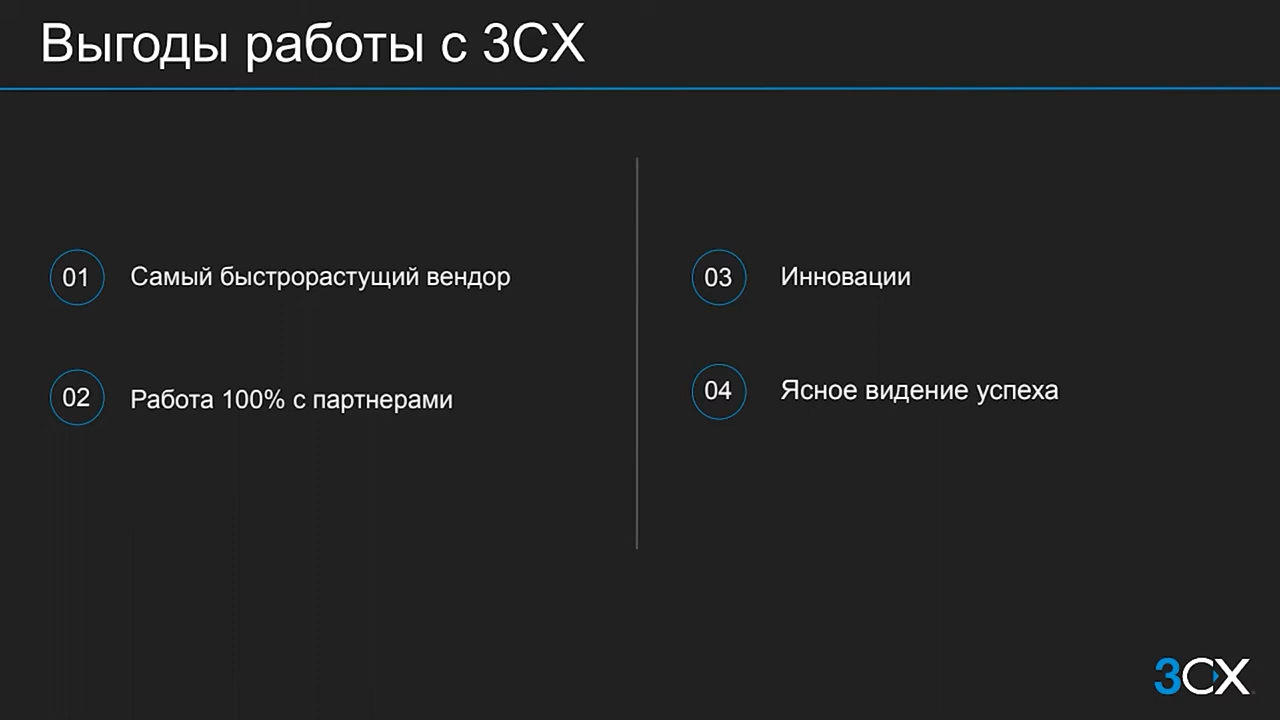 Выгоды работы с 3CX
01 Самый быстрорастущий вендор
02 Работа 100% с партнерами
03 Инновации
04 Ясное видение успеха
3CX